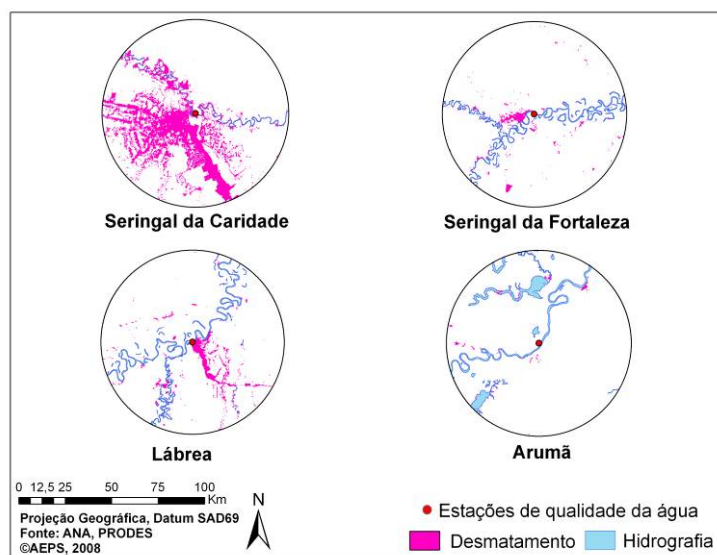 Seringal da Caridade
Seringal da Fortaleza
Lábrea
Arumã
0 12,5 25 50 75 100
Km
N
Projeção Geográfica, Datum SAD69
Fonte: ANA, PRODES
©AEPS, 2008
Estações de qualidade da água
Desmatamento
Hidrografia